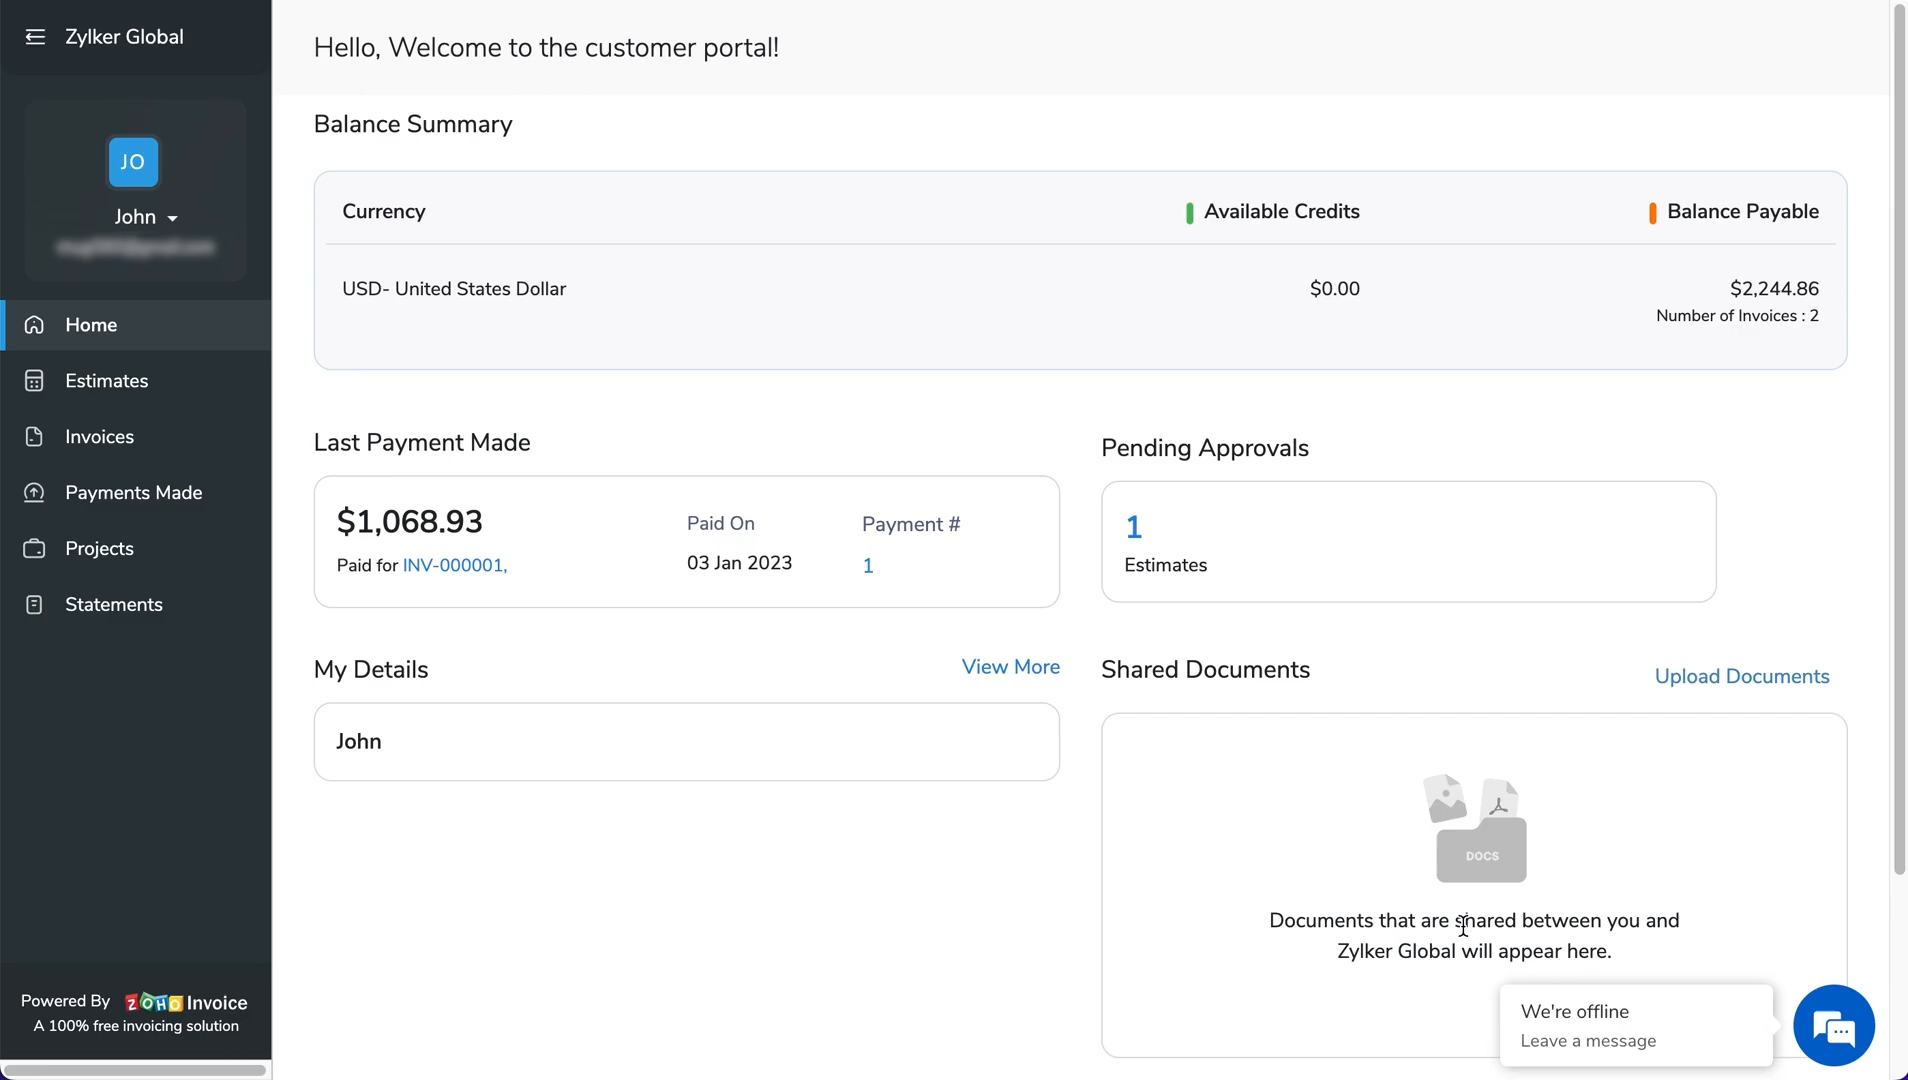 Zylker Global
Hello, Welcome to the customer portal!
JO
John
Home
Estimates
Invoices
Payments Made
Projects
Statements
Powered By ZOHO Invoice
A 100% free invoicing solution
Balance Summary
Currency Available Credits Balance Payable
USD- United States Dollar $0.00 $2,244.86
Number of Invoices : 2
Last Payment Made
$1,068.93 Paid On Payment #
Paid for INV-000001, 03 Jan 2023 1
Pending Approvals
1
Estimates
My Details View More
John
Shared Documents Upload Documents
DOCS
Documents that are shared between you and
Zylker Global will appear here.
We're offline
Leave a message